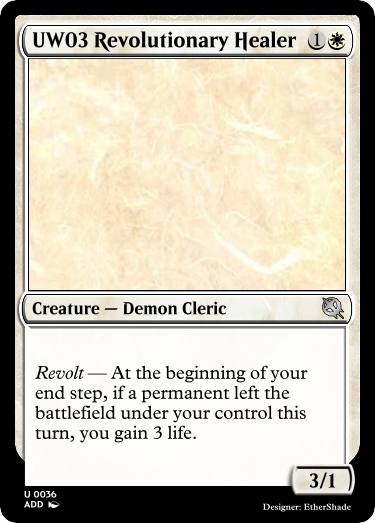 UW03 Revolutionary Healer 1
Creature — Demon Cleric
Revolt — At the beginning of your
end step, if a permanent left the
battlefield under your control this
turn, you gain 3 life.
3/1
U 0036
ADD
Designer: EtherShade